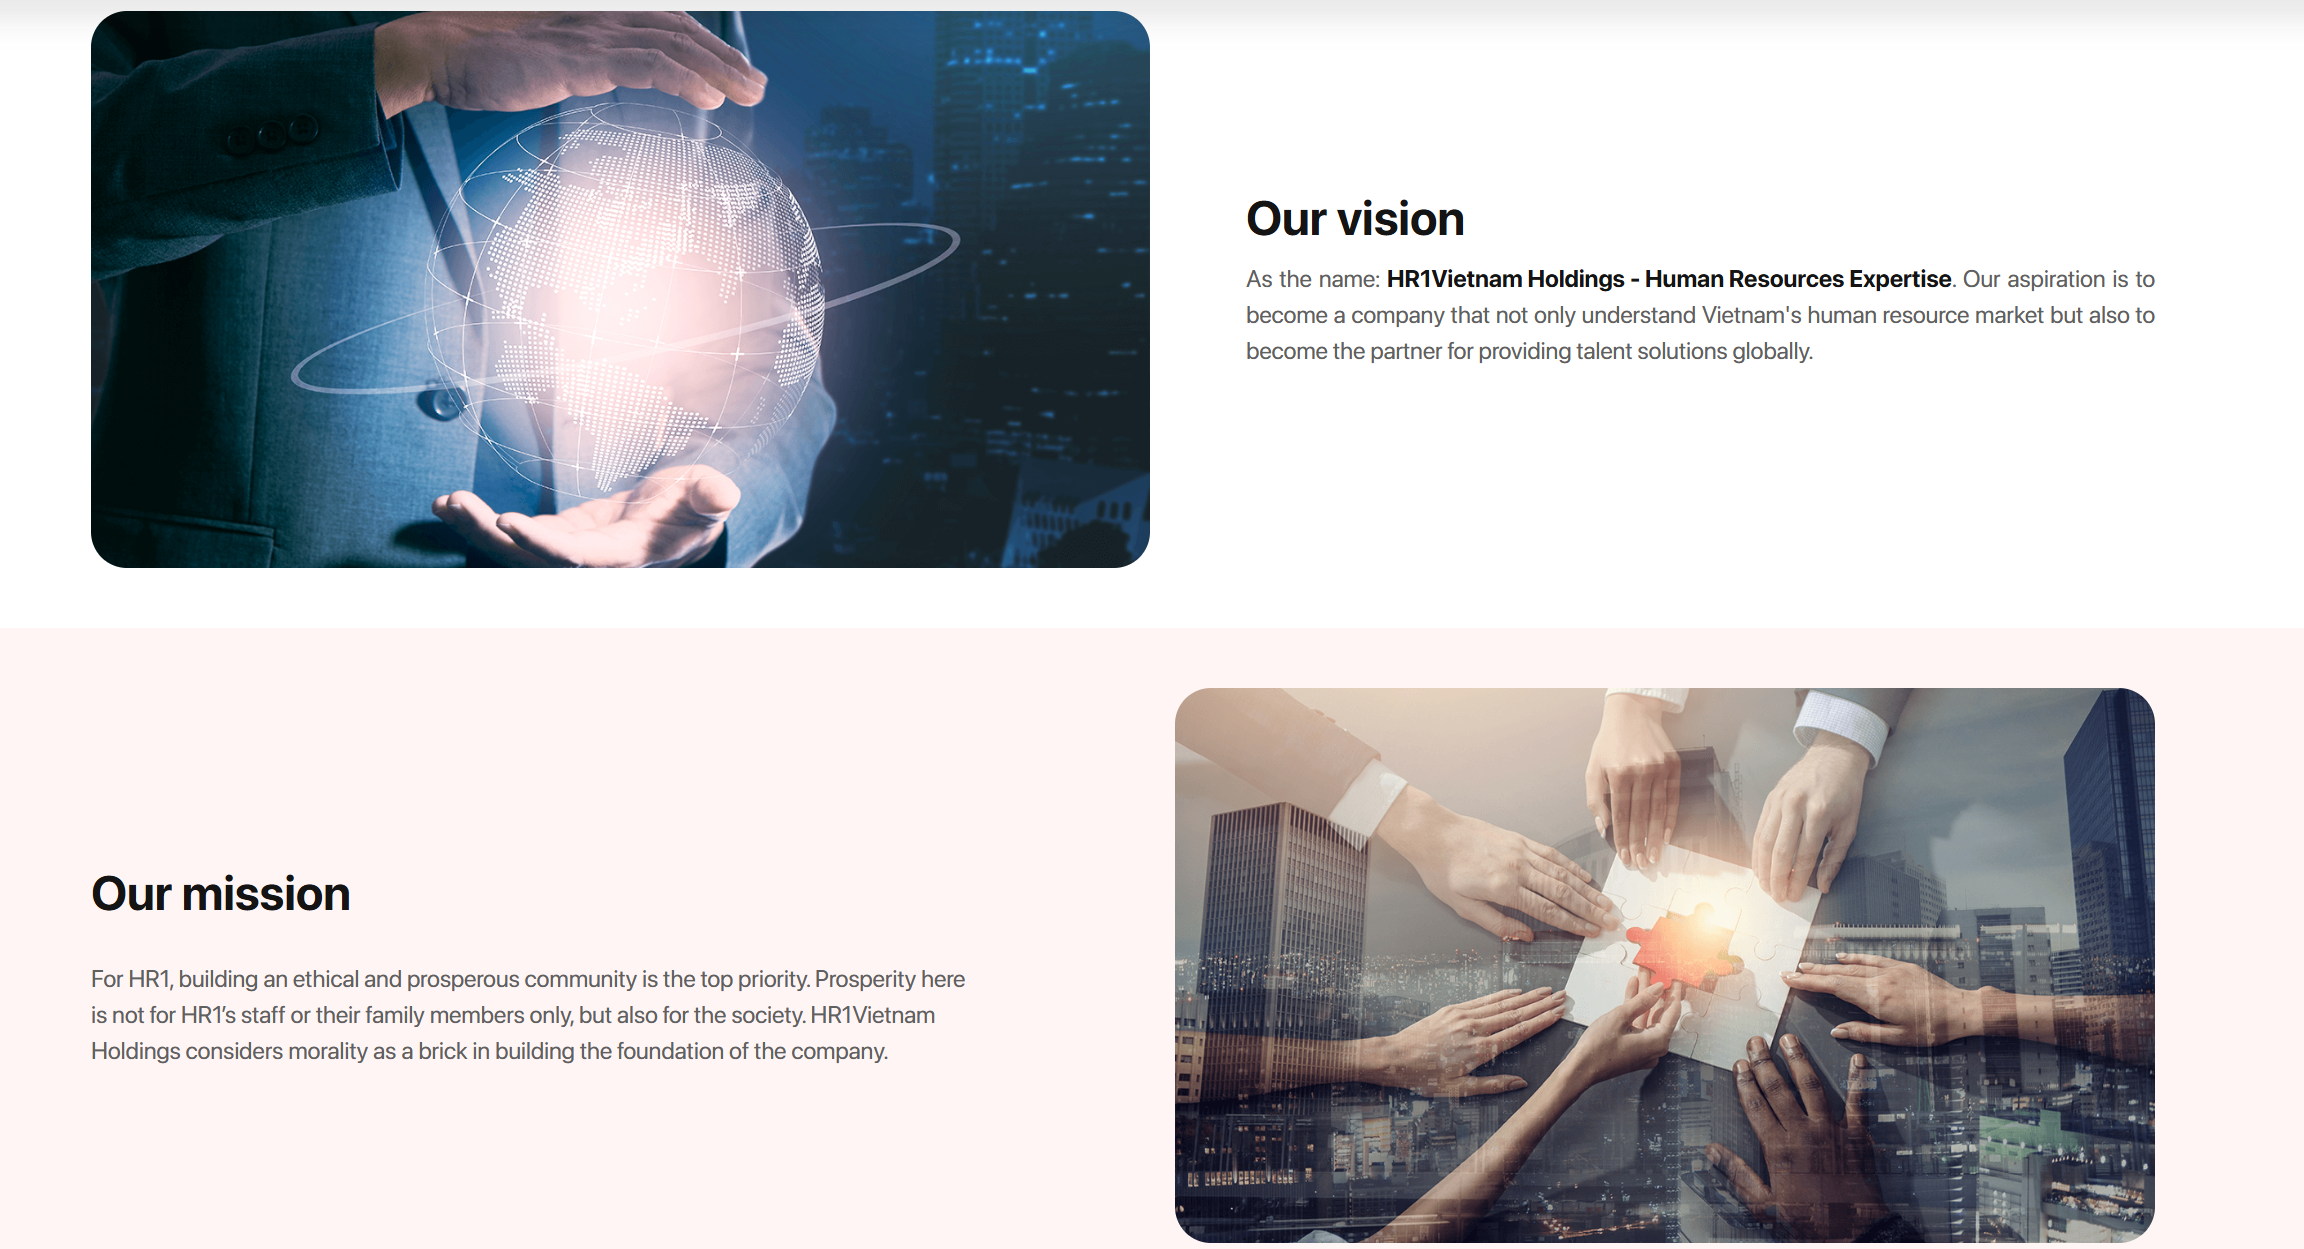 Our vision
As the name: HR1Vietnam Holdings - Human Resources Expertise. Our aspiration is to
become a company that not only understand Vietnam's human resource market but also to
become the partner for providing talent solutions globally.
Our mission
For HR1, building an ethical and prosperous community is the top priority. Prosperity here
is not for HR1's staff or their family members only, but also for the society. HR1Vietnam
Holdings considers morality as a brick in building the foundation of the company.